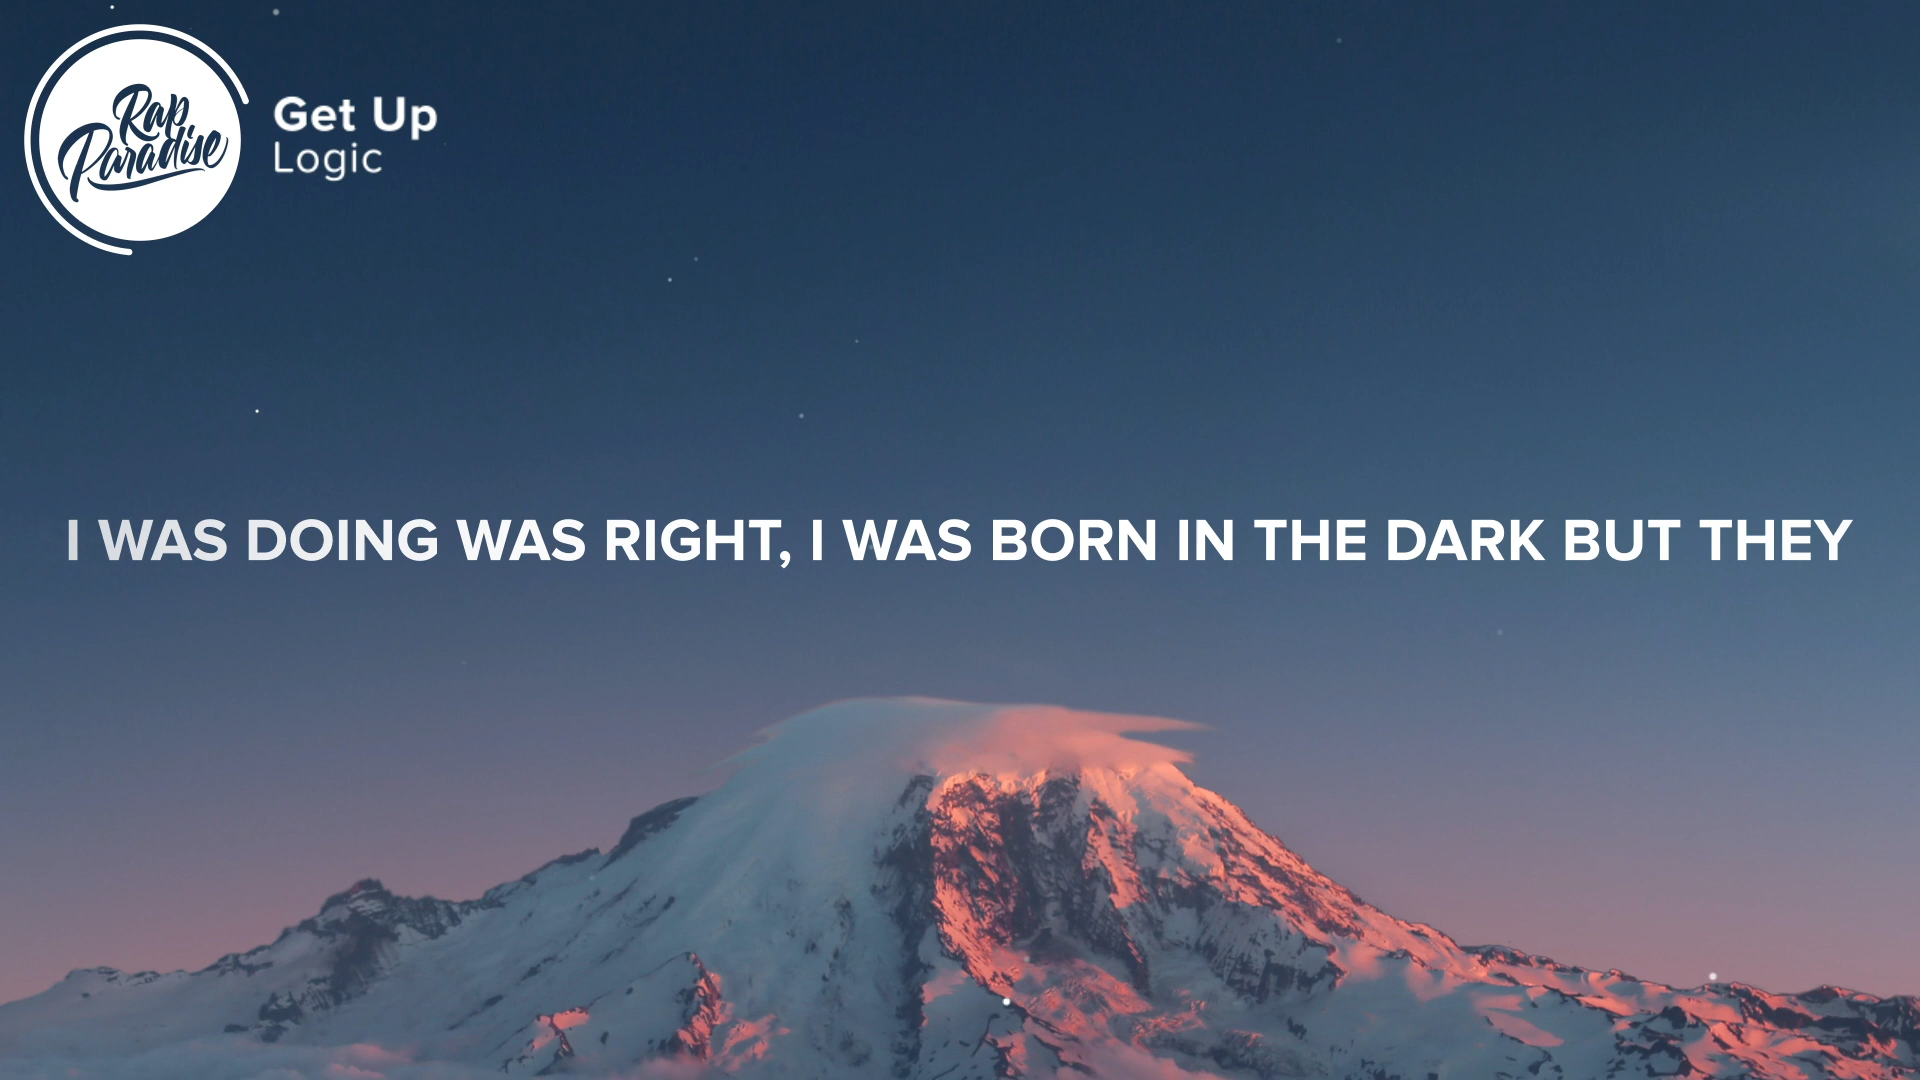 Rap
Paradise
Get Up
Logic
I WAS DOING WAS RIGHT, I WAS BORN IN THE DARK BUT THEY